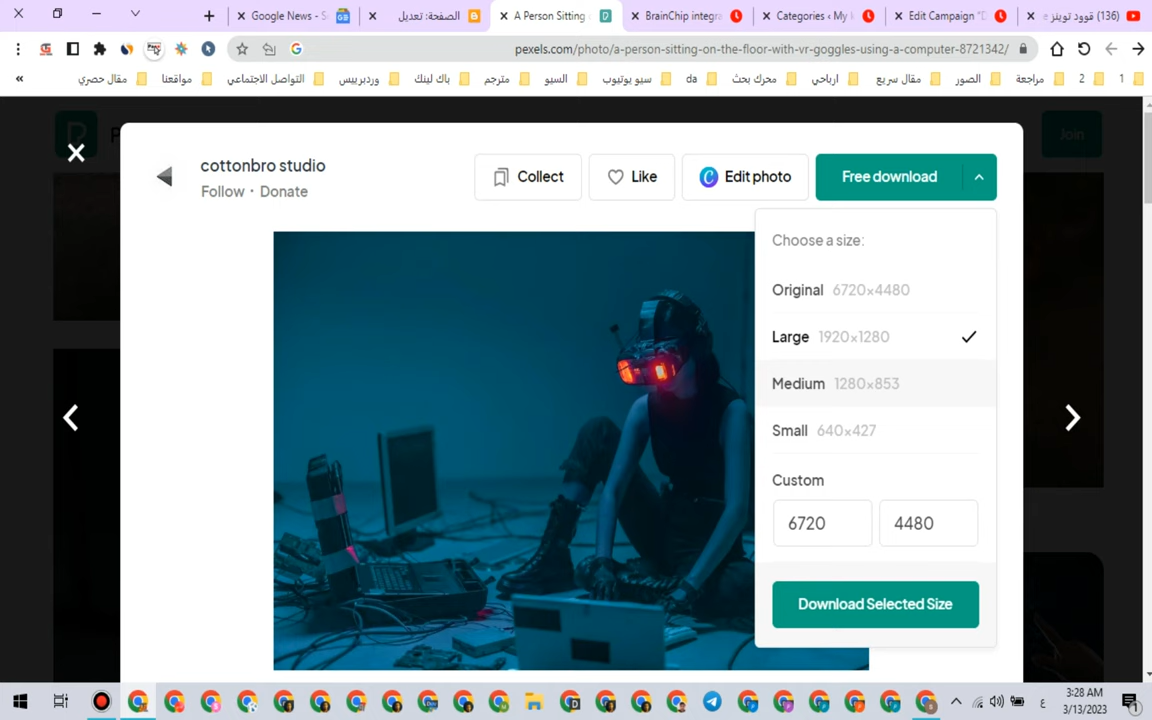 Google News - S
الصفحة: تعديل
A Person Sitting
BrainChip integra
Categories ‹ My
Edit Campaign "D
(136) قوود توينز
pexels.com/photo/a-person-sitting-on-the-floor-with-vr-goggles-using-a-computer-8721342/
«
مقال حصري
مواقعنا
التواصل الاجتماعي
وردبرييس
باك لينك
مترجم
السيو
سيو يوتيوب
da
محرك بحث
ارباحي
مقال سريع
الصور
مراجعة
2
1
Join
cottonbro studio
Follow · Donate
Collect
Like
Edit photo
Free download
Choose a size:
Original 6720×4480
Large 1920×1280
Medium 1280×853
Small 640×427
Custom
6720
4480
Download Selected Size
ع
3:28 AM
3/13/2023